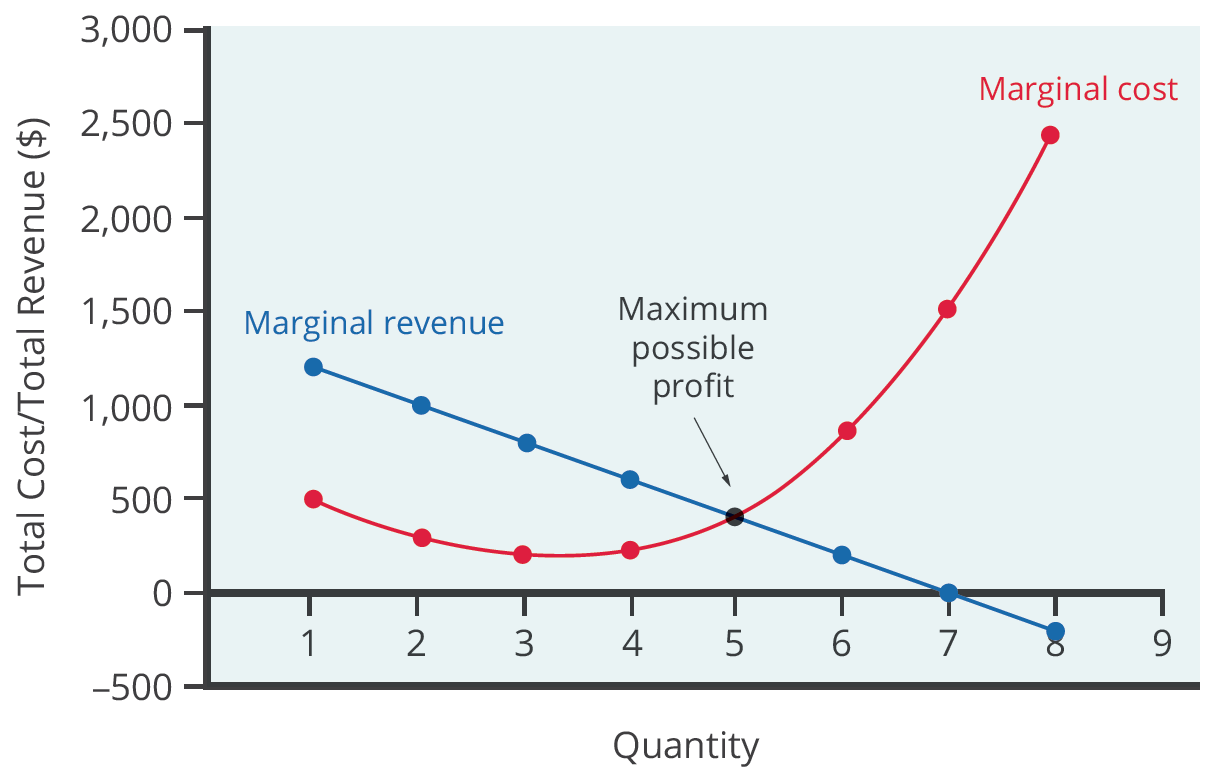 Total Cost/Total Revenue ($)
3,000
2,500
2,000
1,500
1,000
500
0
–500
Marginal cost
Marginal revenue
Maximum
possible
profit
1 2 3 4 5 6 7 8 9
Quantity